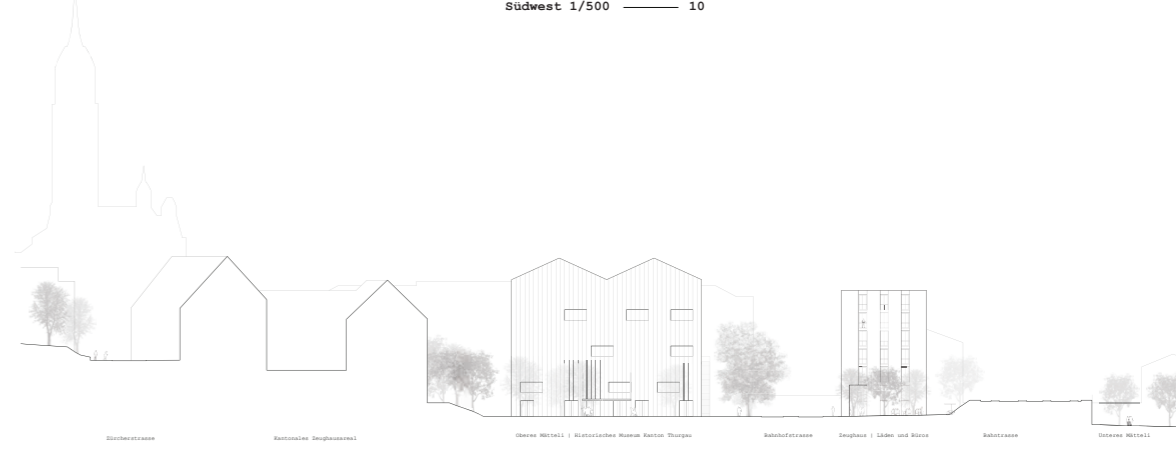 Südwest 1/500 10
Zürcherstrasse
Kantonales Zeughausareal
Oberes Mätteli | Historisches Museum Kanton Thurgau
Bahnhofstrasse
Zeughaus | Läden und Büros
Bahnstrasse
Unteres Mätteli